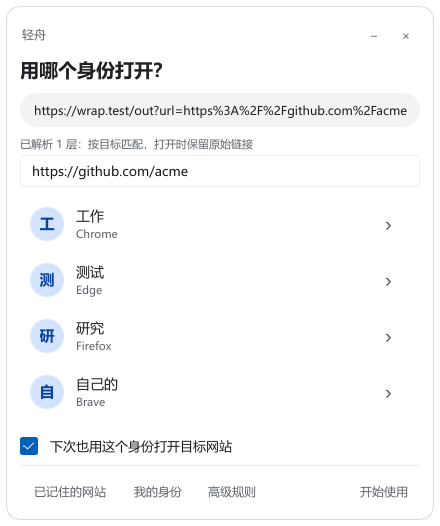 轻舟
用哪个身份打开？
https://wrap.test/out?url=https%3A%2F%2Fgithub.com%2Facme
已解析 1 层：按目标匹配，打开时保留原始链接
https://github.com/acme
工 工作
Chrome
测 测试
Edge
研 研究
Firefox
自 自己的
Brave
下次也用这个身份打开目标网站
已记住的网站 我的身份 高级规则 开始使用